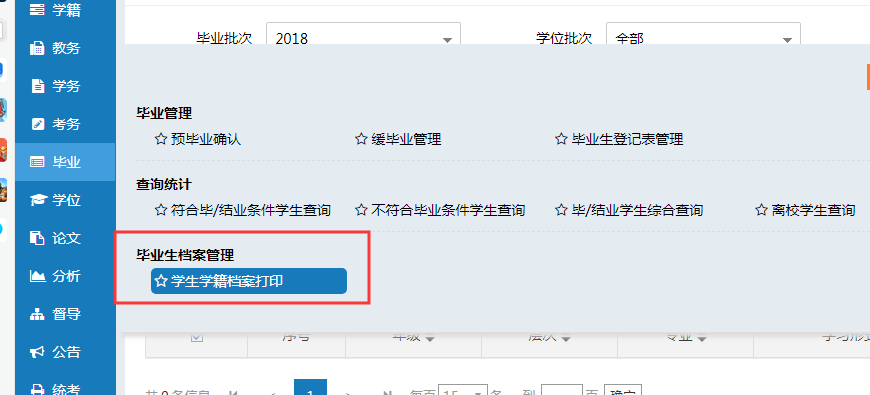 学籍
教务
学务
考务
毕业
学位
论文
分析
督导
公告
统考
毕业批次 2018 学位批次 全部
毕业管理
预毕业确认 缓毕业管理 毕业生登记表管理
查询统计
符合毕/结业条件学生查询 不符合毕业条件学生查询 毕/结业学生综合查询 离校学生查询
毕业生档案管理
学生学籍档案打印
序号 年级 层次 专业 学习形式
共 0 条信息 1 每页 15 到 页 确定